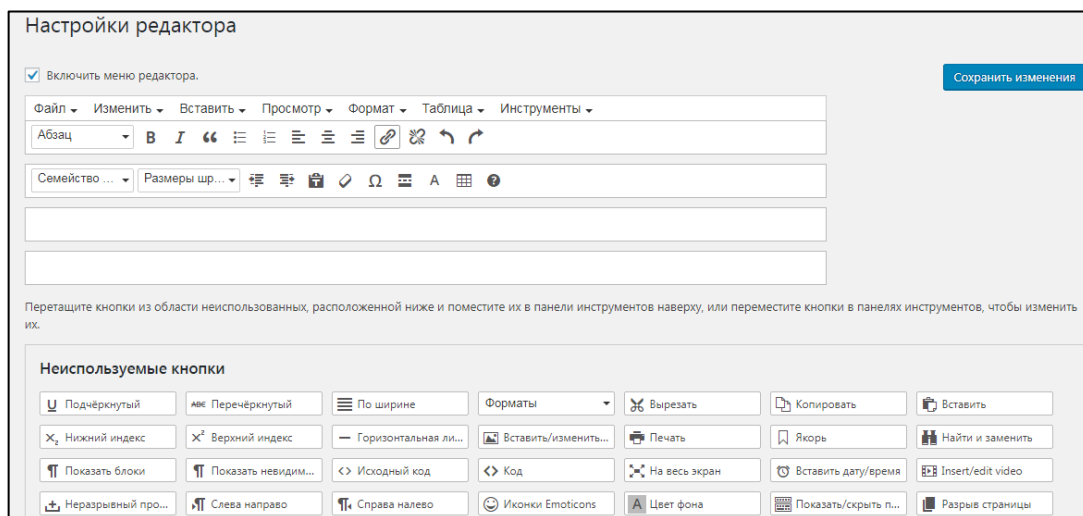 Настройки редактора
Включить меню редактора.
Сохранить изменения
Файл Изменить Вставить Просмотр Формат Таблица Инструменты
Абзац B I
Семейство ... Размеры шр... Ω A
Перетащите кнопки из области неиспользованных, расположенной ниже и поместите их в панели инструментов наверху, или переместите кнопки в панелях инструментов, чтобы изменить
их.
Неиспользуемые кнопки
U Подчёркнутый ABC Перечёркнутый По ширине Форматы Вырезать Копировать Вставить
X₂ Нижний индекс X² Верхний индекс Горизонтальная ли... Вставить/изменить... Печать Якорь Найти и заменить
Показать блоки Показать невидим... Исходный код Код На весь экран Вставить дату/время Insert/edit video
Неразрывный про... Слева направо Справа налево Иконки Emoticons A Цвет фона Показать/скрыть п... Разрыв страницы